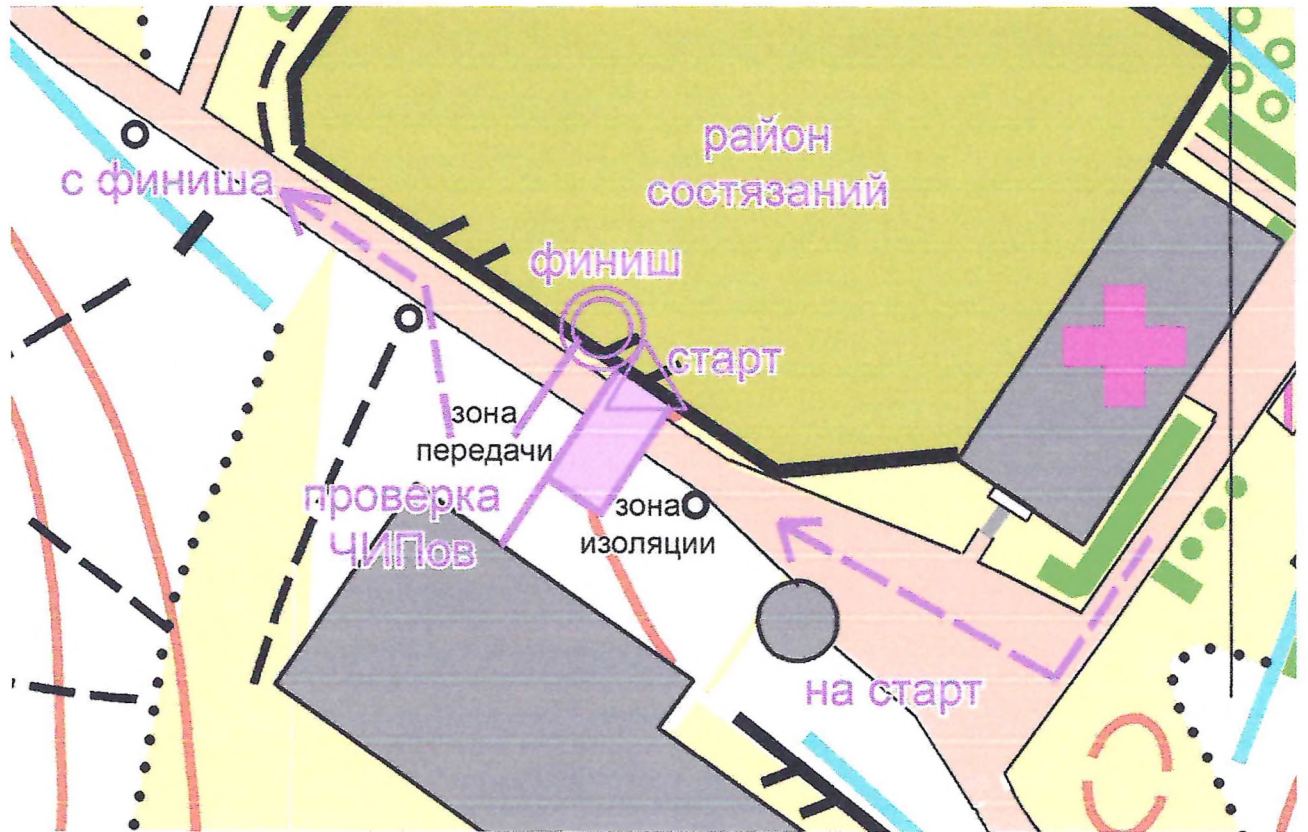 район
состязаний
с финиша
финиш
старт
зона
передачи
проверка
ЧИПов
зона
изоляции
на старт